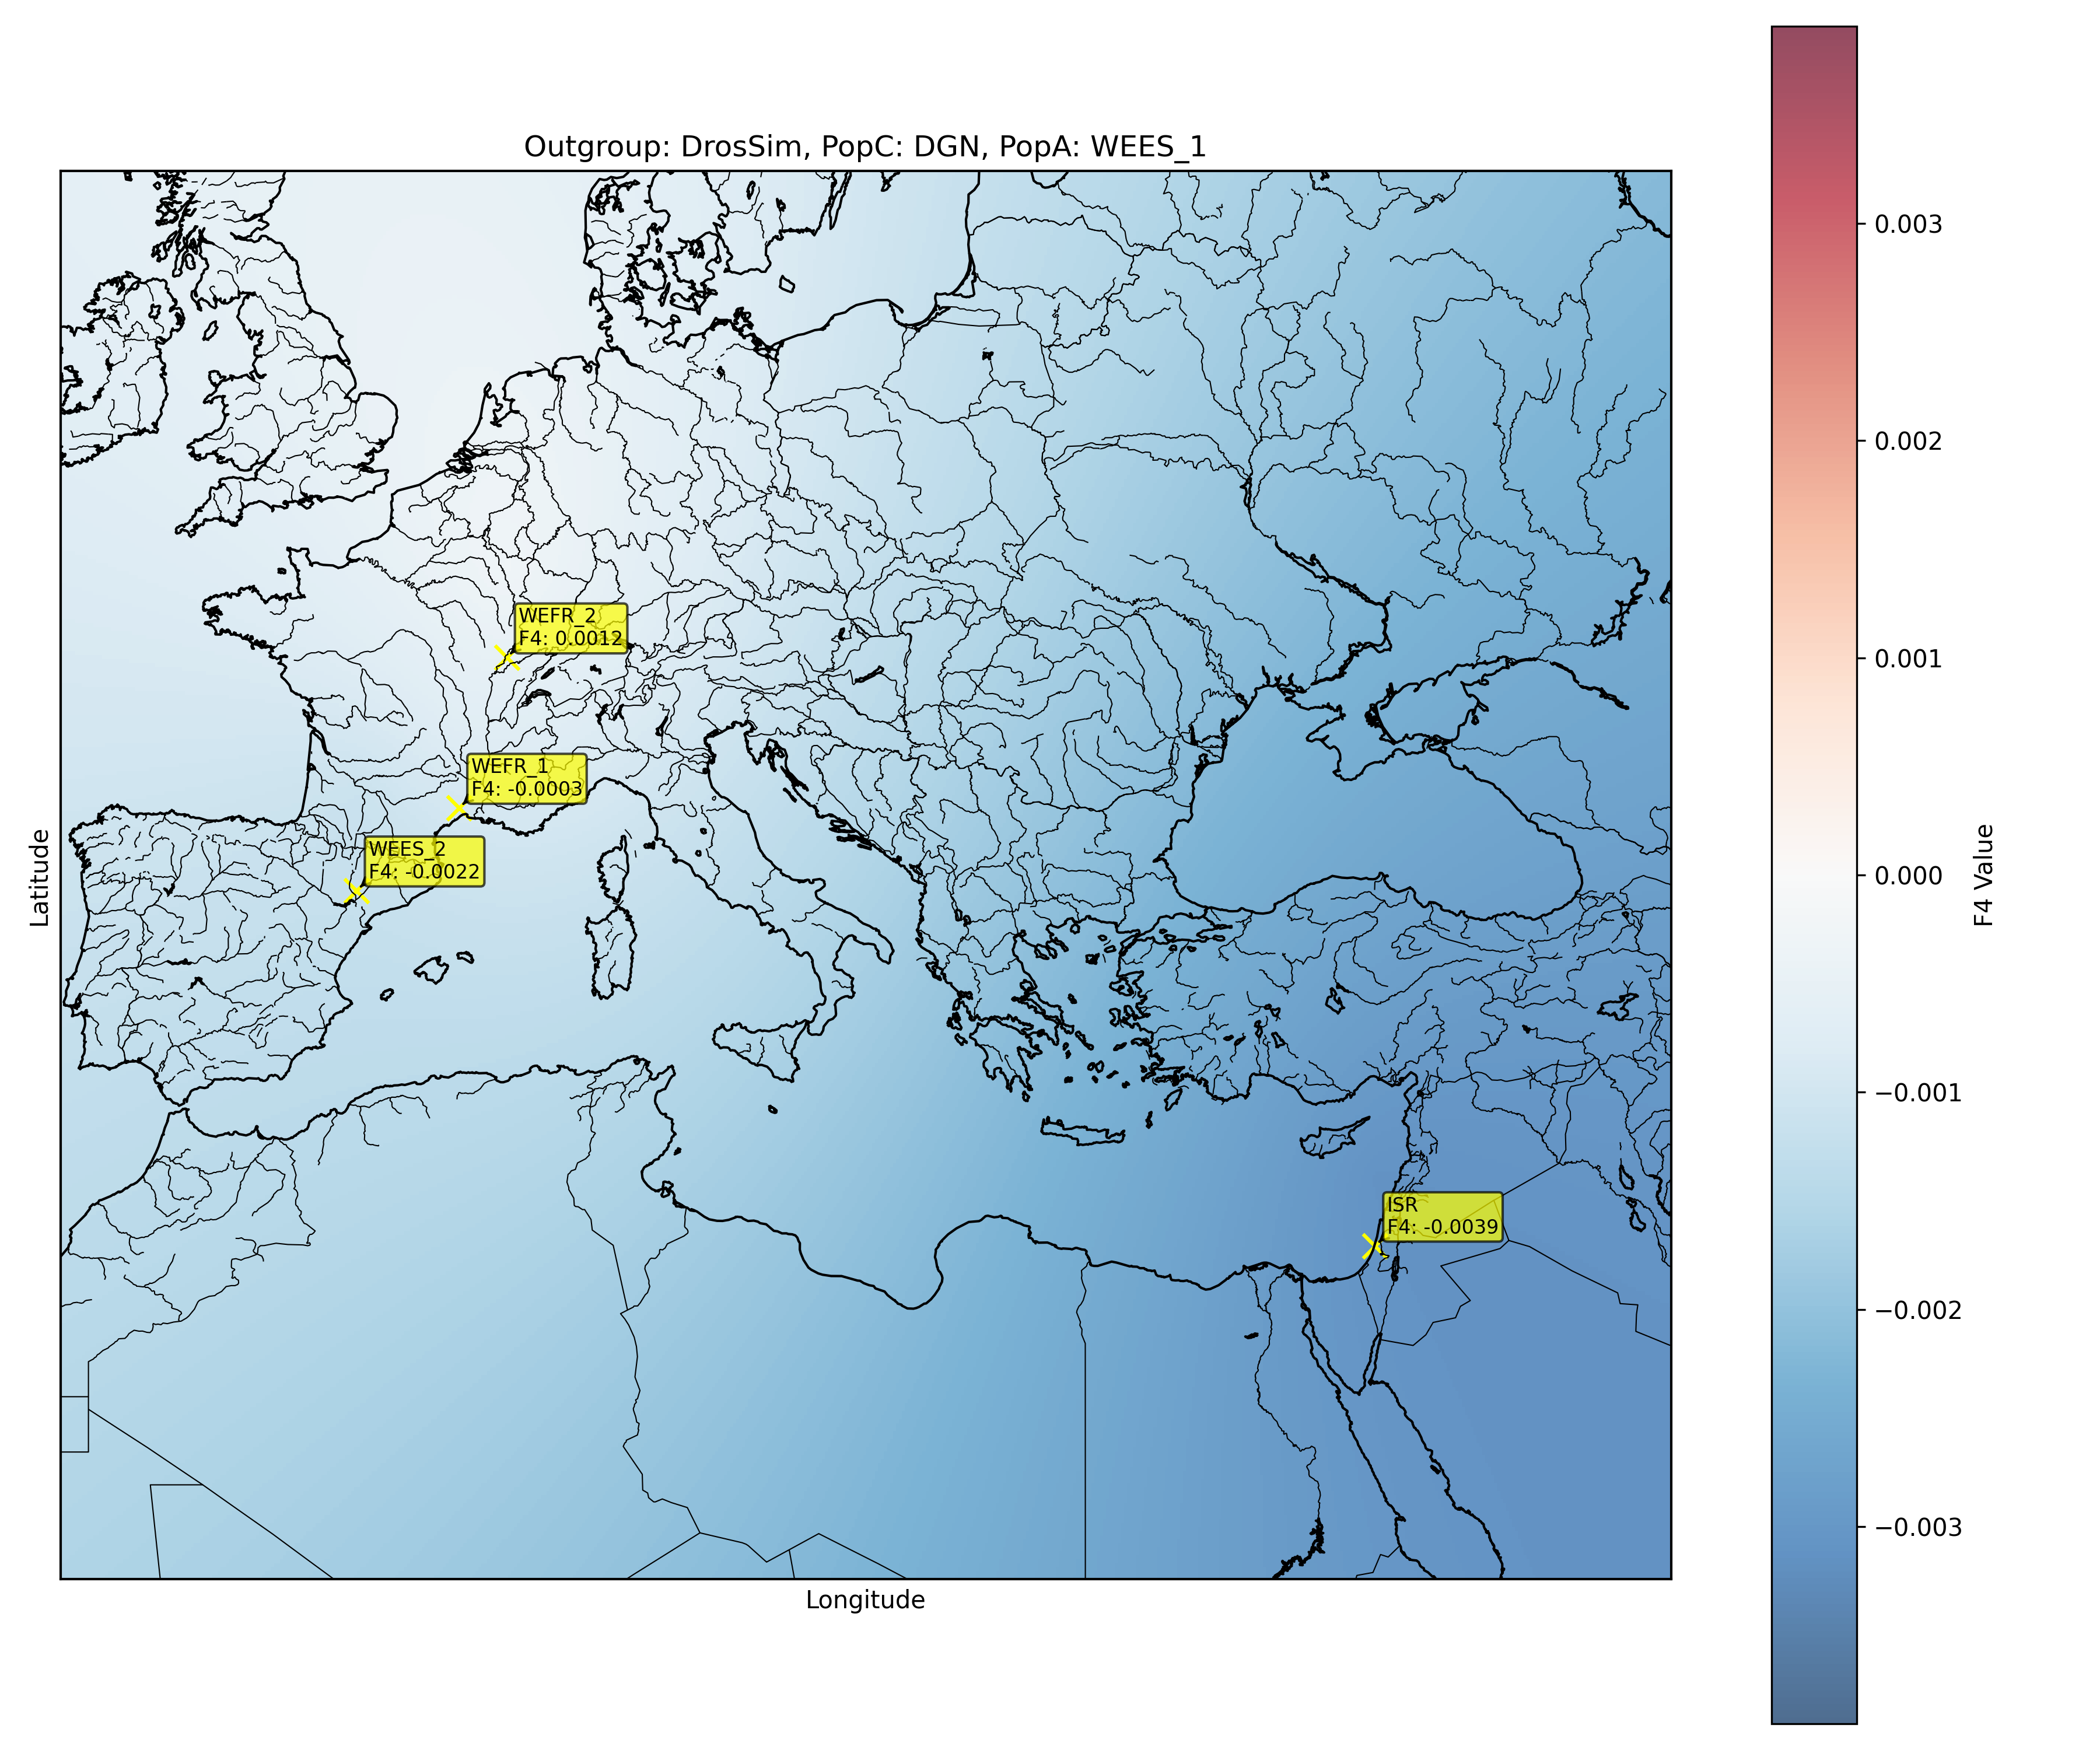 Outgroup: DrosSim, PopC: DGN, PopA: WEES_1
WEFR_2
F4: 0.0012
WEFR_1
F4: -0.0003
WEES_2
F4: -0.0022
ISR
F4: -0.0039
Latitude
Longitude
0.003
0.002
0.001
0.000
−0.001
−0.002
−0.003
F4 Value